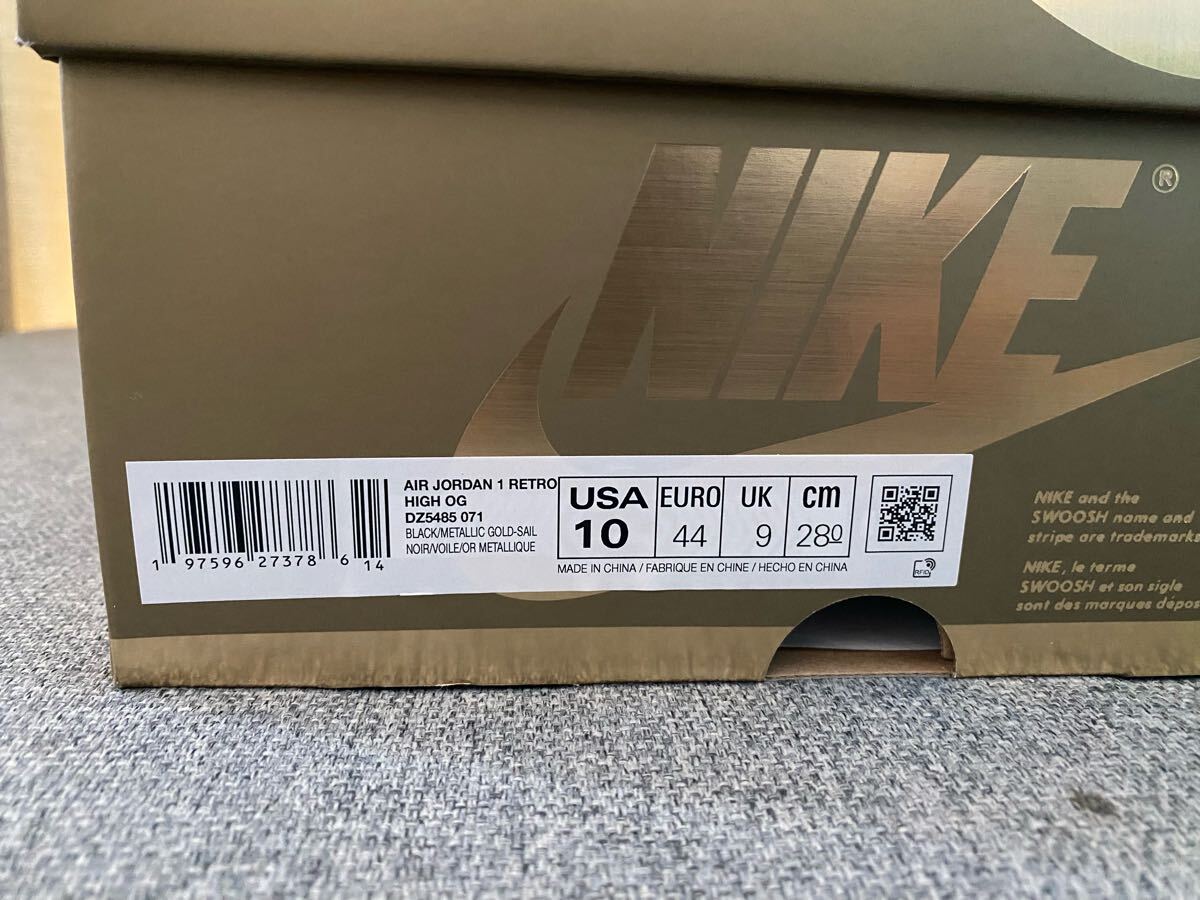 NIKE ®
AIR JORDAN 1 RETRO
HIGH OG
DZ5485 071
BLACK/METALLIC GOLD-SAIL
NOIR/VOILE/OR METALLIQUE
1 97596 27378 6 14
USA EURO UK cm
10 44 9 280
MADE IN CHINA / FABRIQUE EN CHINE / HECHO EN CHINA
RFID
NIKE and the
SWOOSH name and
stripe are trademarks
NIKE, le terme
SWOOSH et son sigle
sont des marques dépos